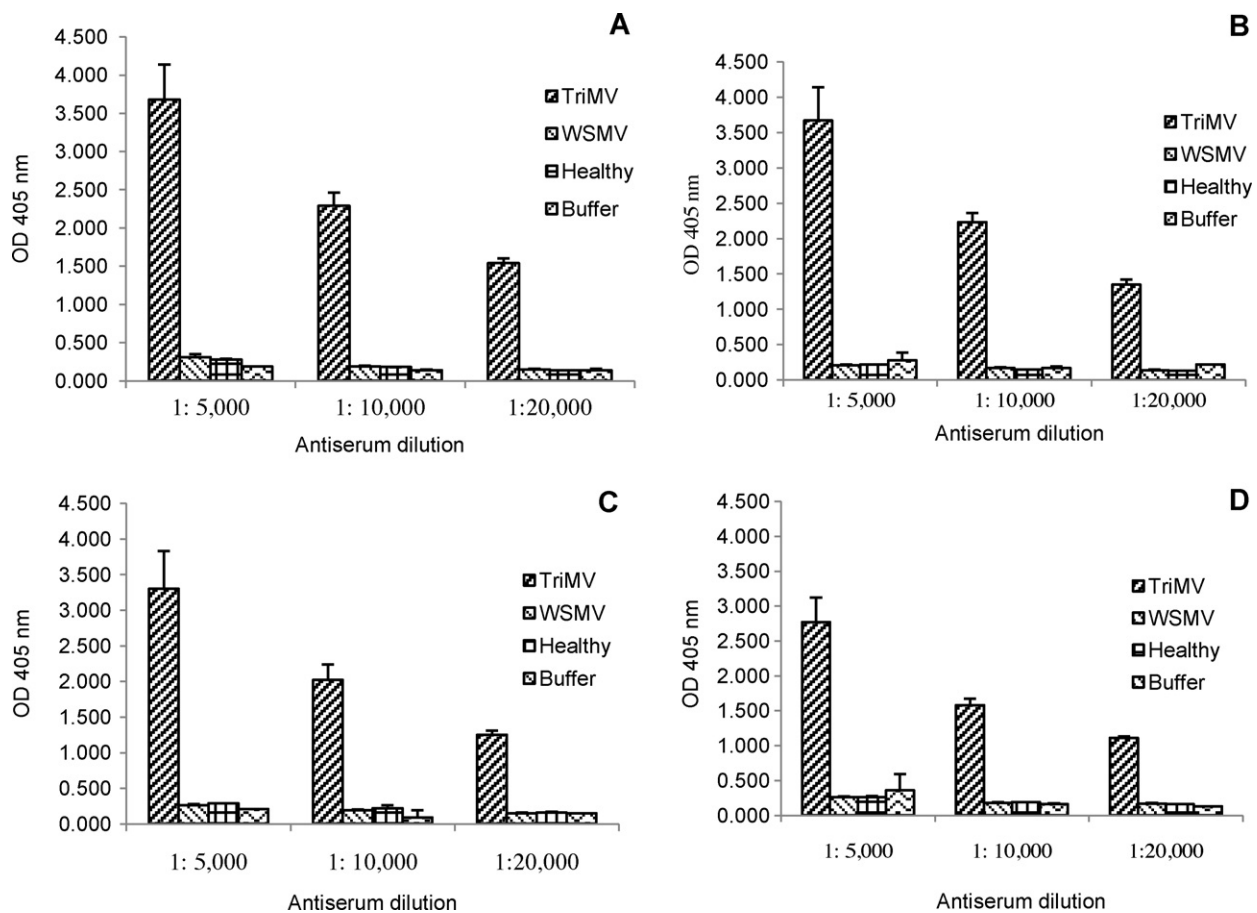 A
4.500
4.000
3.500
3.000
2.500
2.000
1.500
1.000
0.500
0.000
OD 405 nm
TriMV
WSMV
Healthy
Buffer
1: 5,000
1: 10,000
1:20,000
Antiserum dilution
B
4.500
4.000
3.500
3.000
2.500
2.000
1.500
1.000
0.500
0.000
OD 405 nm
TriMV
WSMV
Healthy
Buffer
1: 5,000
1: 10,000
1:20,000
Antiserum dilution
C
4.500
4.000
3.500
3.000
2.500
2.000
1.500
1.000
0.500
0.000
OD 405 nm
TriMV
WSMV
Healthy
Buffer
1: 5,000
1: 10,000
1:20,000
Antiserum dilution
D
4.500
4.000
3.500
3.000
2.500
2.000
1.500
1.000
0.500
0.000
OD 405 nm
TriMV
WSMV
Healthy
Buffer
1: 5,000
1: 10,000
1:20,000
Antiserum dilution